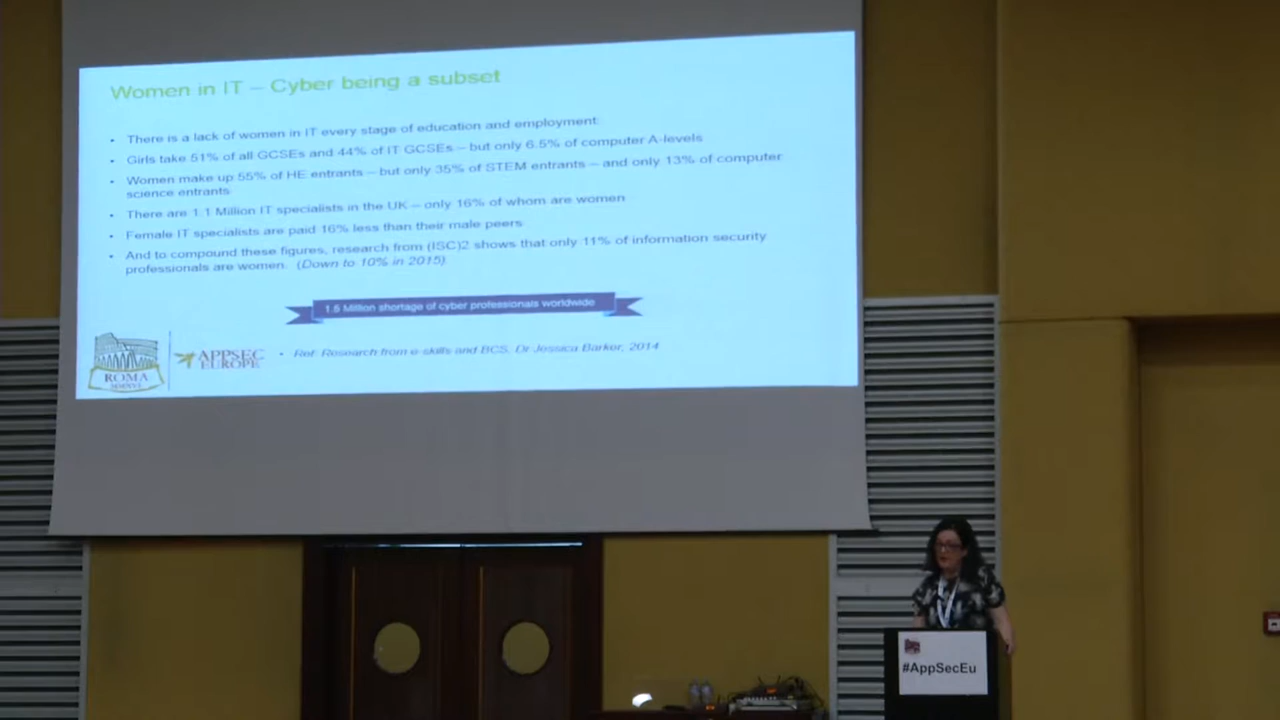 Women in IT – Cyber being a subset
• There is a lack of women in IT every stage of education and employment:
• Girls take 51% of all GCSEs and 44% of IT GCSEs – but only 6.5% of computer A-levels
• Women make up 55% of HE entrants – but only 35% of STEM entrants – and only 13% of computer
science entrants
• There are 1.1 Million IT specialists in the UK – only 16% of whom are women
• Female IT specialists are paid 16% less than their male peers
• And to compound these figures, research from (ISC)2 shows that only 11% of information security
professionals are women. (Down to 10% in 2015)
1.5 Million shortage of cyber professionals worldwide
• Ref: Research from e-skills and BCS, Dr Jessica Barker, 2014
ROMA
APPSEC
EUROPE
#AppSecEu